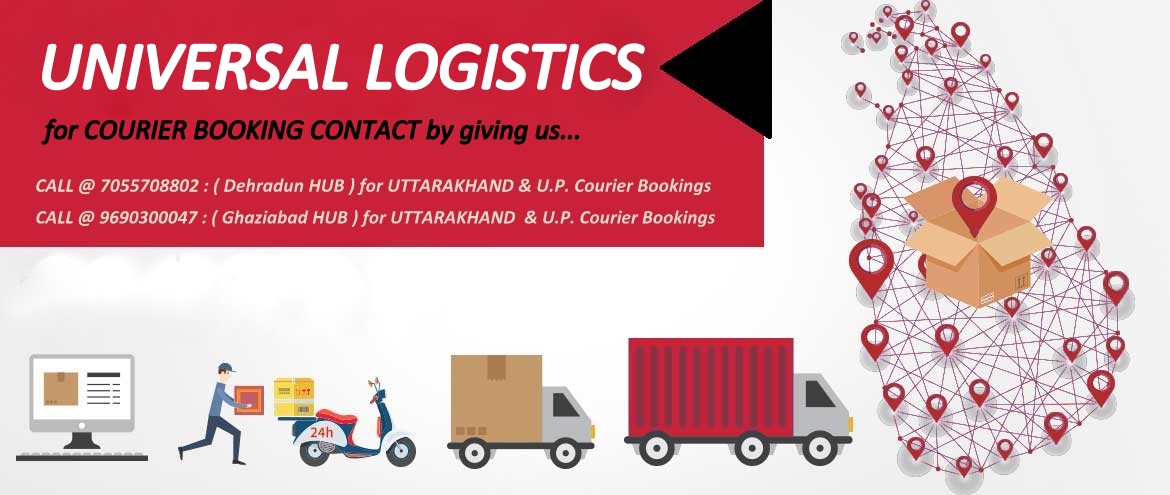 UNIVERSAL LOGISTICS
for COURIER BOOKING CONTACT by giving us...
CALL @ 7055708802 : ( Dehradun HUB ) for UTTARAKHAND & U.P. Courier Bookings
CALL @ 9690300047 : ( Ghaziabad HUB ) for UTTARAKHAND & U.P. Courier Bookings
24h